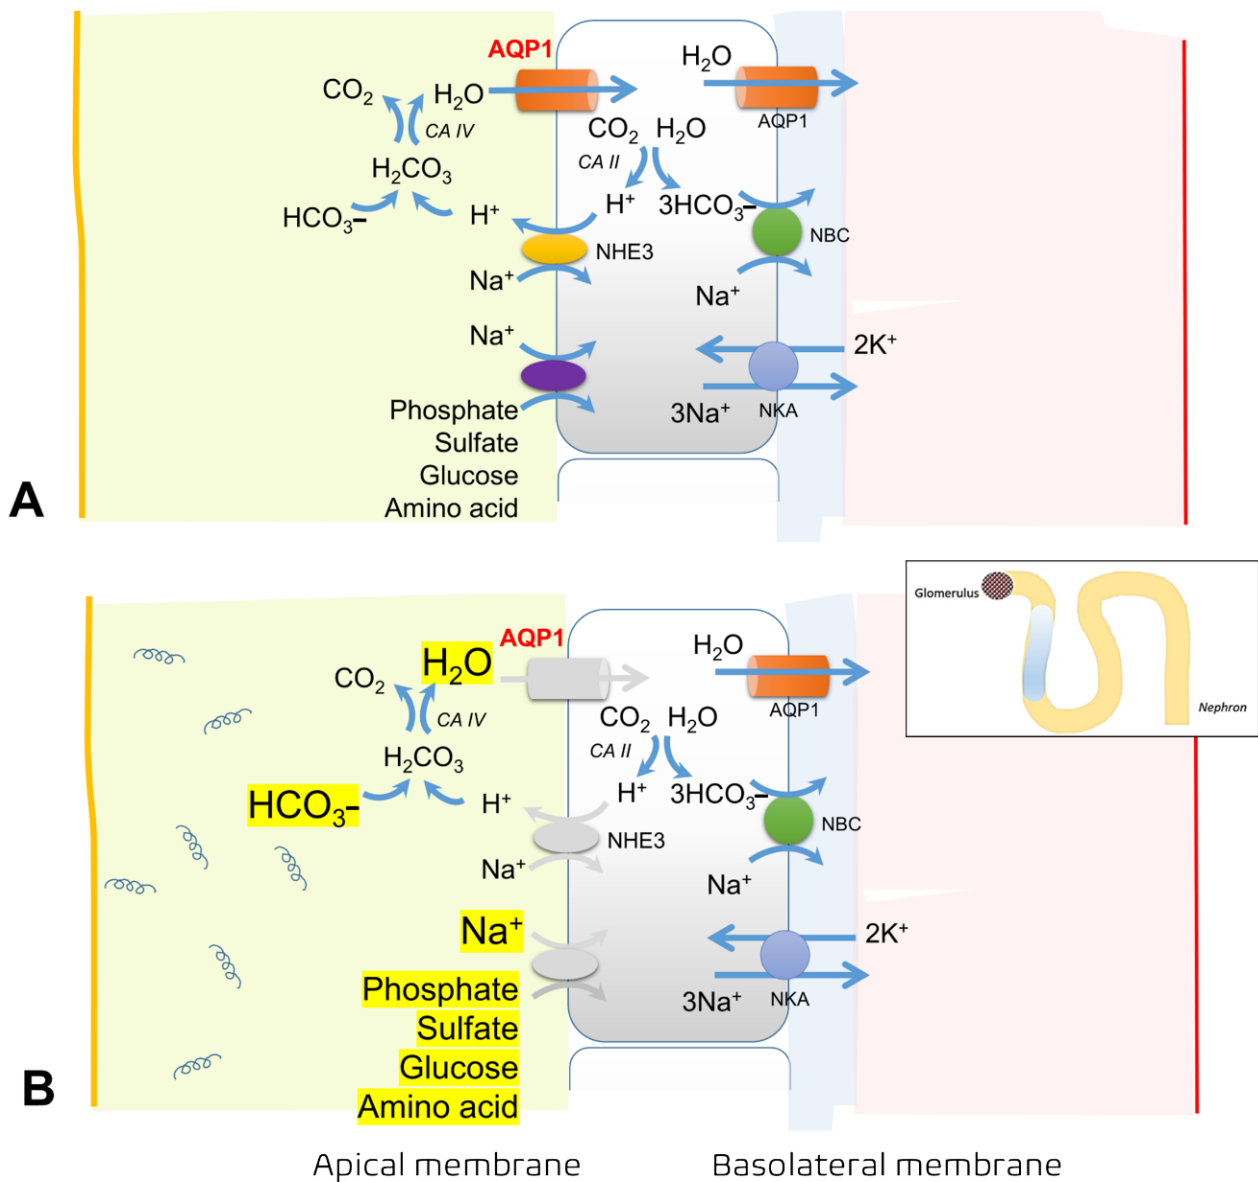 AQP1
H₂O
CO₂
H₂O
AQP1
CA IV
CO₂ H₂O
CA II
H₂CO₃
HCO₃–
H⁺
H⁺
3HCO₃–
NHE3
NBC
Na⁺
Na⁺
Na⁺
2K⁺
Phosphate
3Na⁺
NKA
Sulfate
Glucose
Amino acid
A
Glomerulus
Nephron
AQP1
H₂O
H₂O
CO₂
AQP1
CA IV
CO₂ H₂O
CA II
H₂CO₃
HCO₃–
H⁺
H⁺
3HCO₃–
NHE3
NBC
Na⁺
Na⁺
Na⁺
2K⁺
Phosphate
3Na⁺
NKA
Sulfate
Glucose
Amino acid
B
Apical membrane
Basolateral membrane